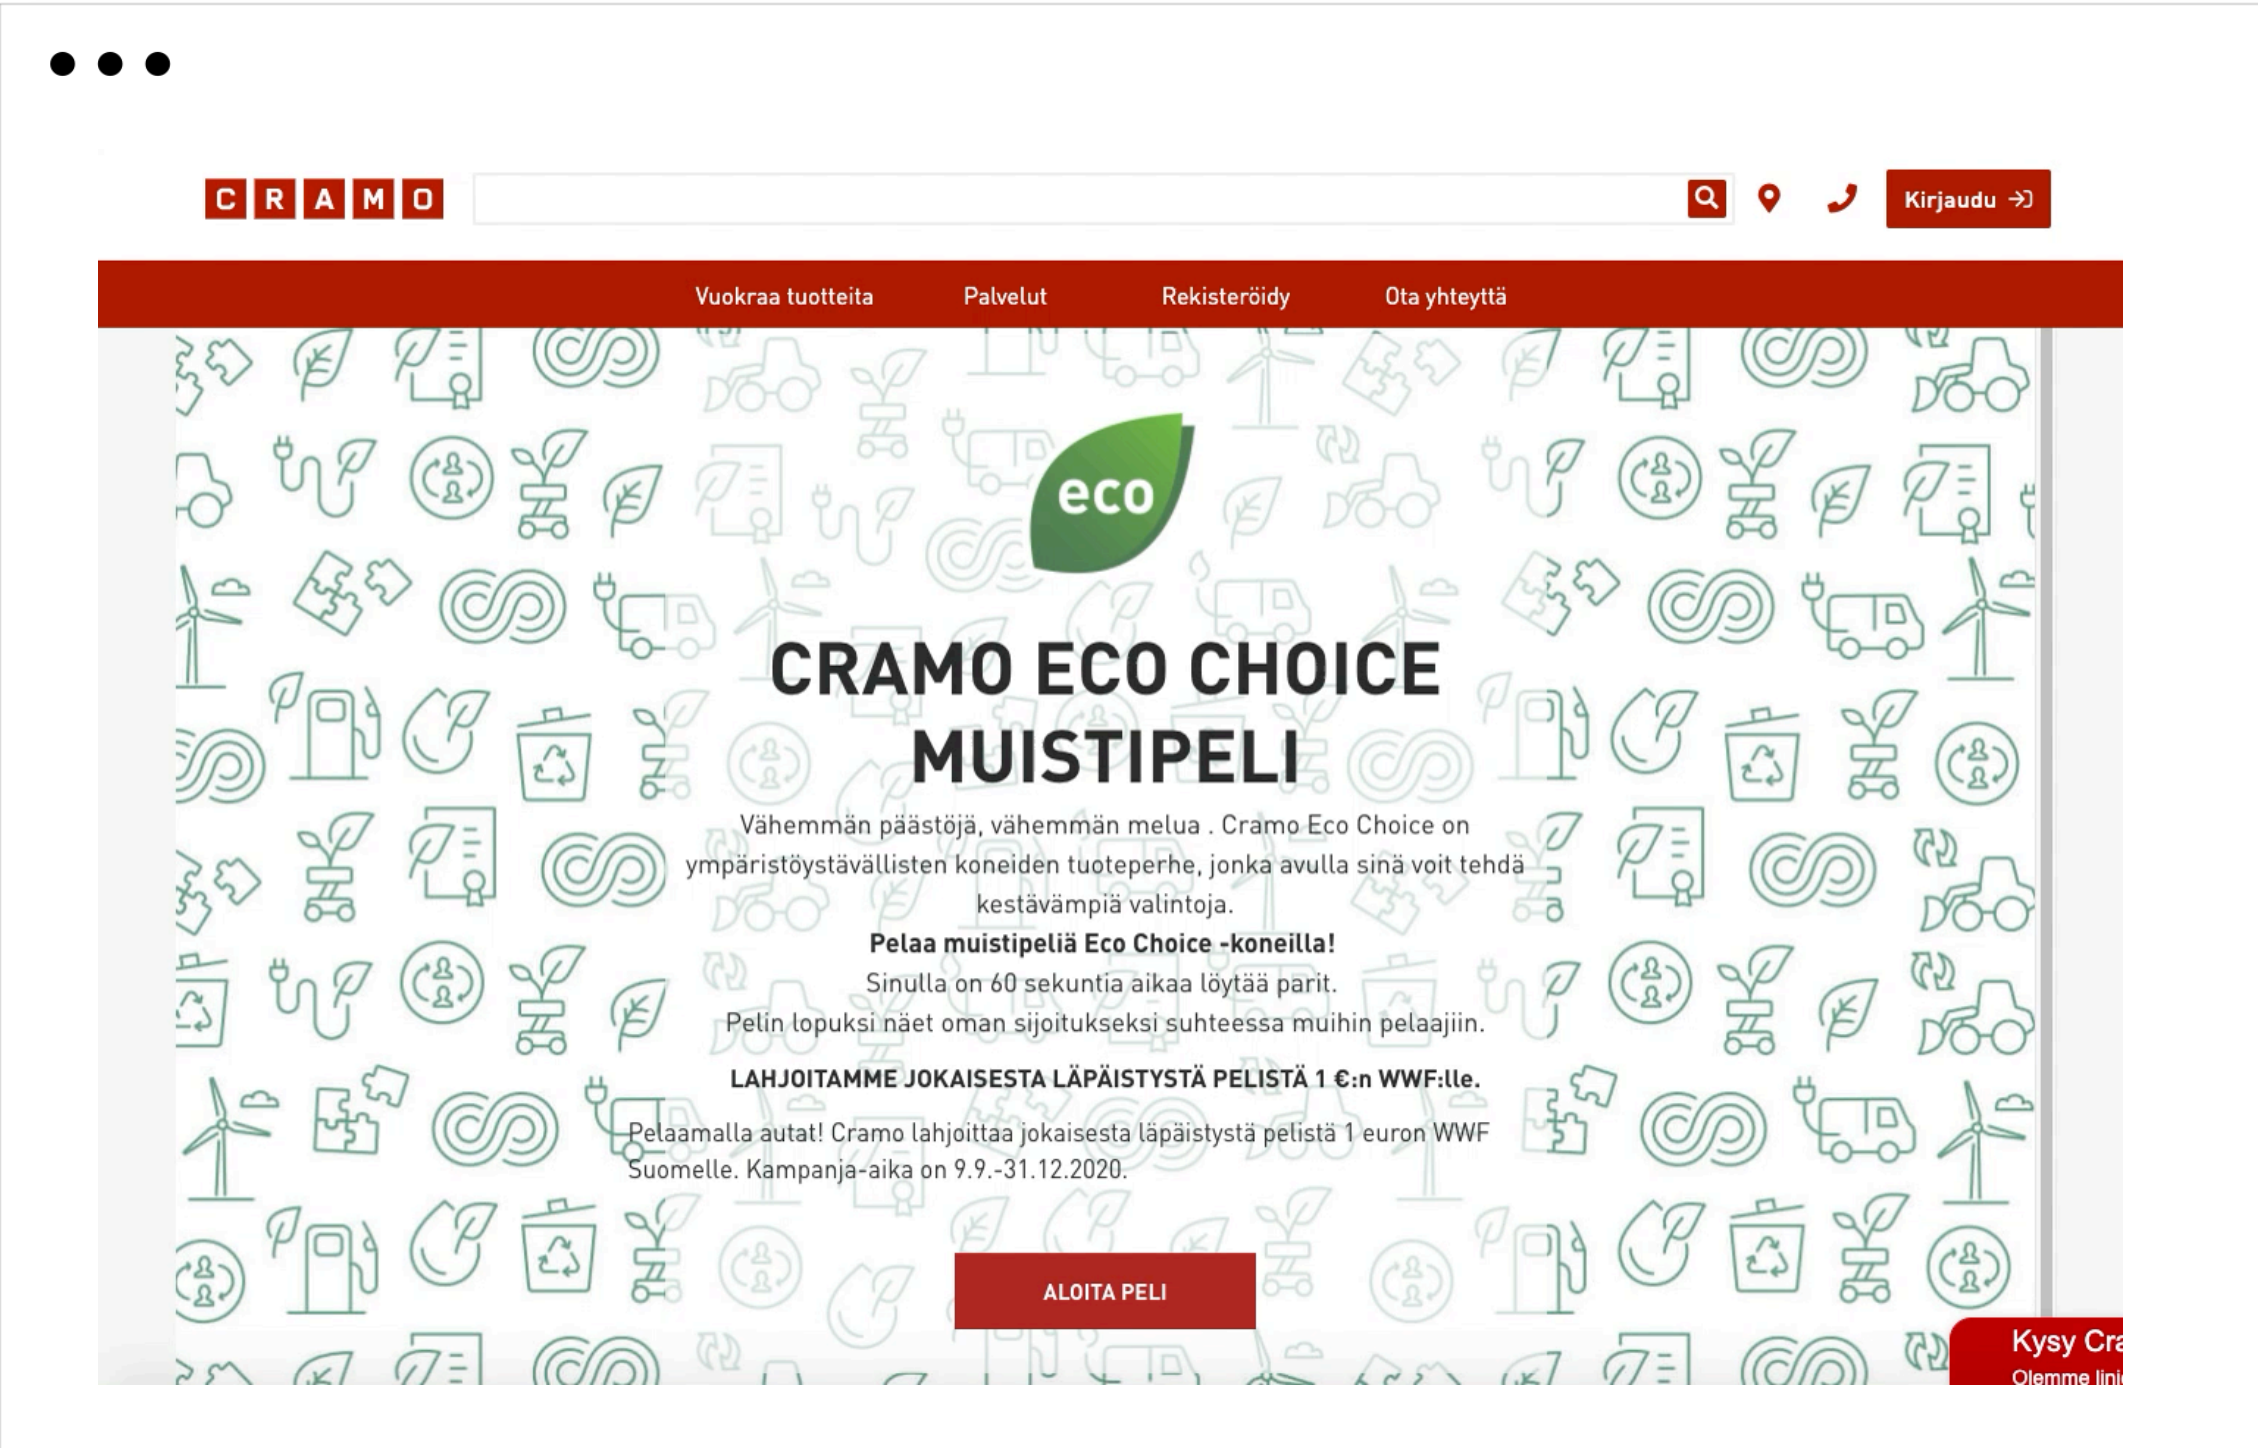 CRAMO
Kirjaudu
Vuokraa tuotteita Palvelut Rekisteröidy Ota yhteyttä
eco
CRAMO ECO CHOICE
MUISTIPELI
Vähemmän päästöjä, vähemmän melua . Cramo Eco Choice on
ympäristöystävällisten koneiden tuoteperhe, jonka avulla sinä voit tehdä
kestävämpiä valintoja.
Pelaa muistipeliä Eco Choice -koneilla!
Sinulla on 60 sekuntia aikaa löytää parit.
Pelin lopuksi näet oman sijoitukseksi suhteessa muihin pelaajiin.
LAHJOITAMME JOKAISESTA LÄPÄISTYSTÄ PELISTÄ 1 €:n WWF:lle.
Pelaamalla autat! Cramo lahjoittaa jokaisesta läpäistystä pelistä 1 euron WWF
Suomelle. Kampanja-aika on 9.9.-31.12.2020.
ALOITA PELI
Kysy
Olemme